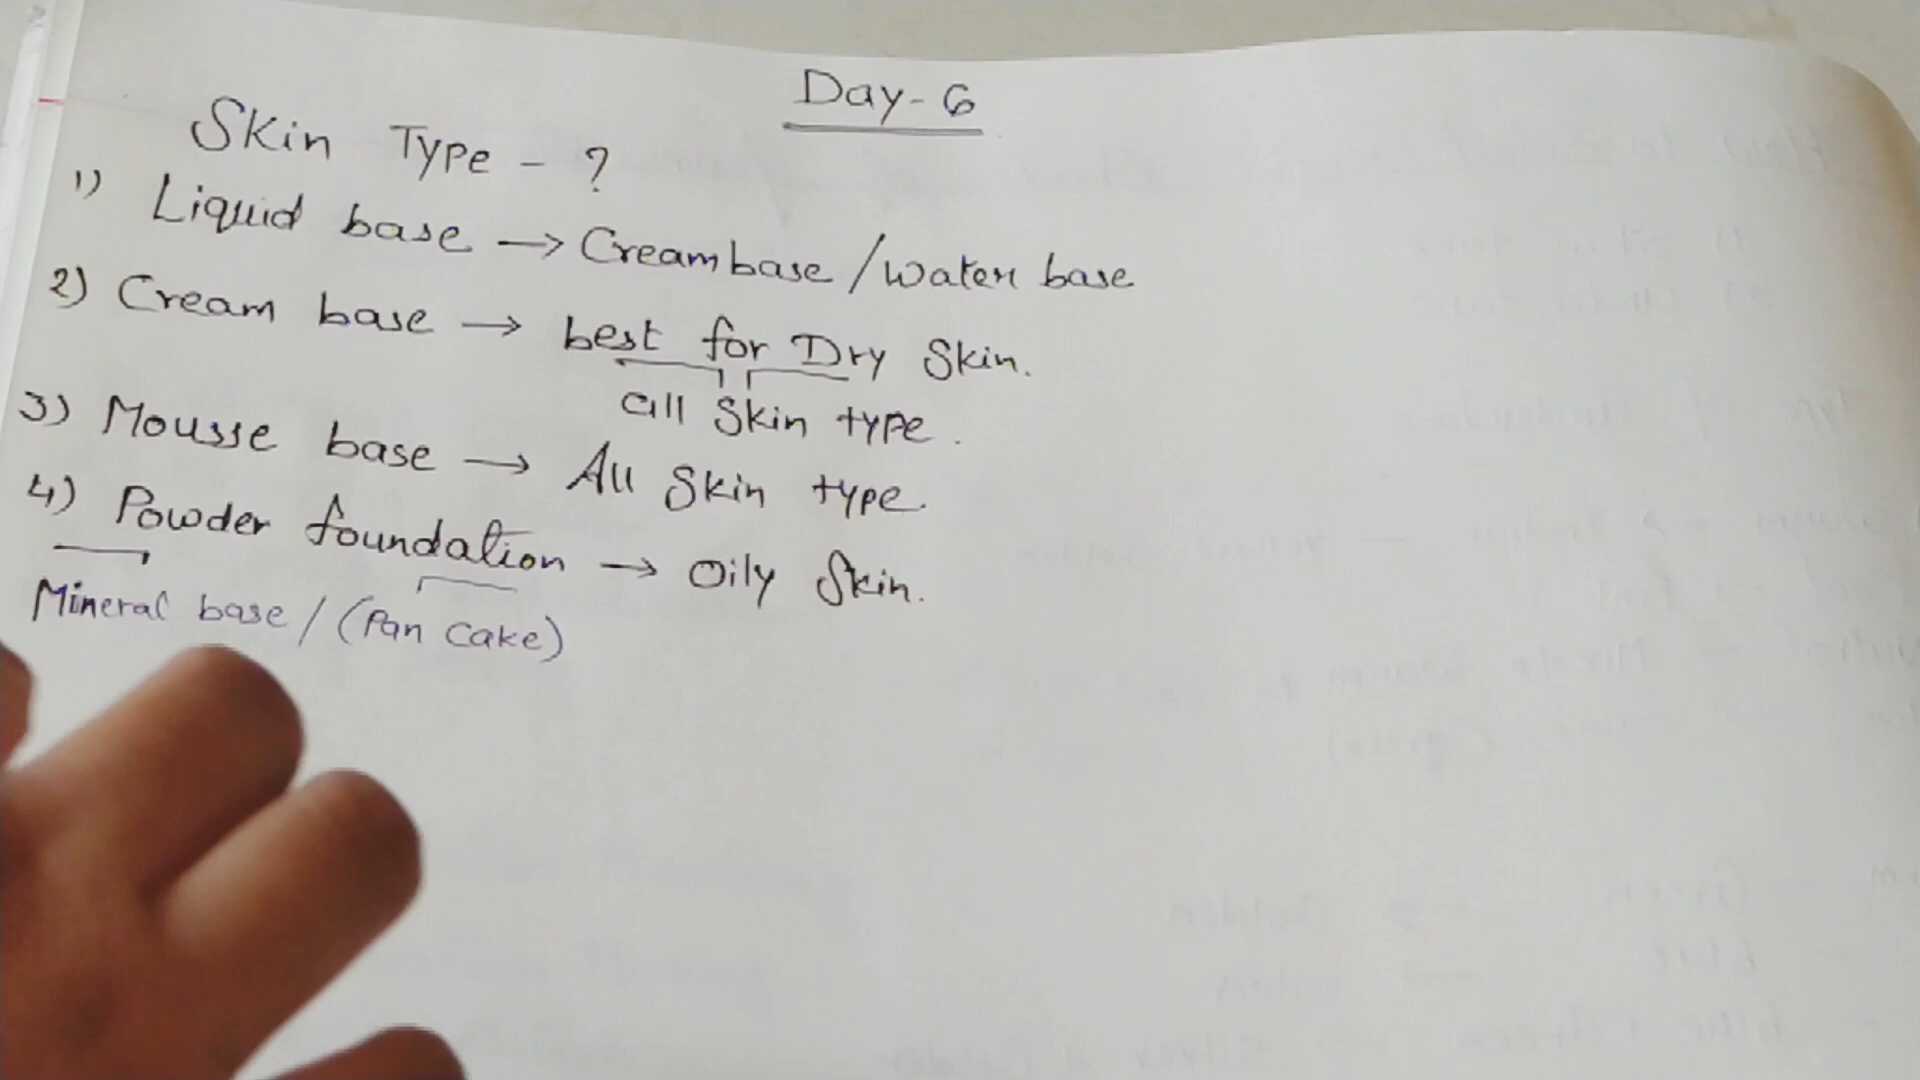 Day-6
Skin Type - ?
1) Liquid base → Creambase/water base
2) Cream base → best for Dry Skin.
all Skin type.
3) Mousse base → All Skin type.
4) Powder foundation → Oily Skin.
Mineral base / (Pan Cake)